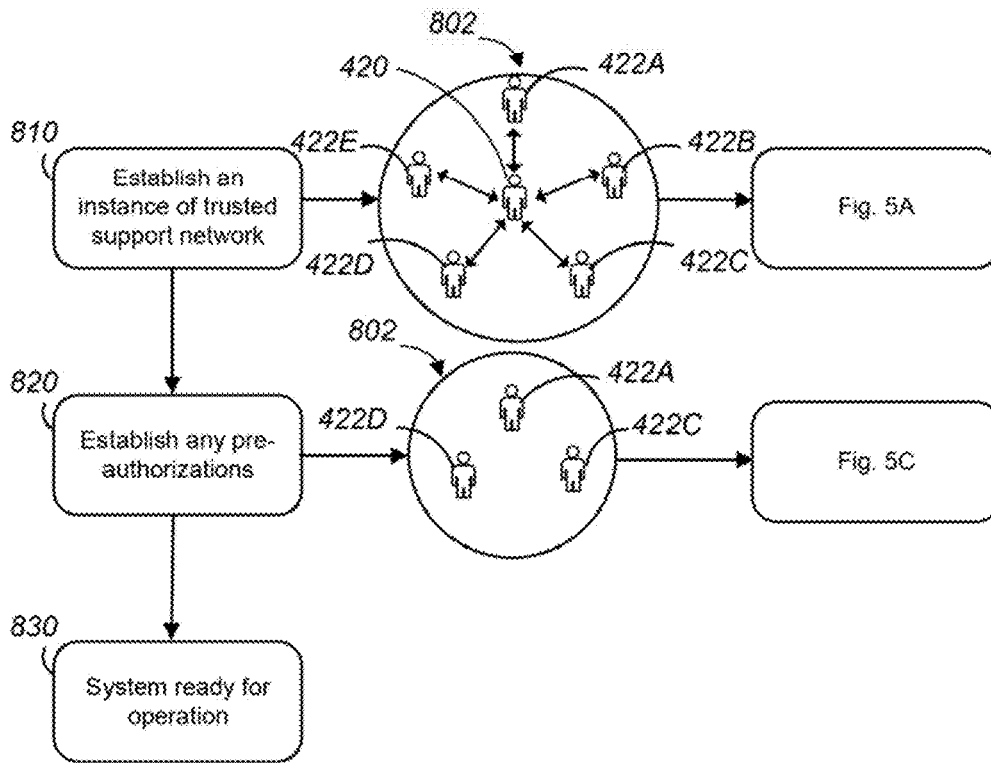 802
420
422A
810
422E
422B
Establish an
instance of trusted
support network
Fig. 5A
422D
422C
802
820
422A
422D
422C
Establish any pre-
authorizations
Fig. 5C
830
System ready for
operation